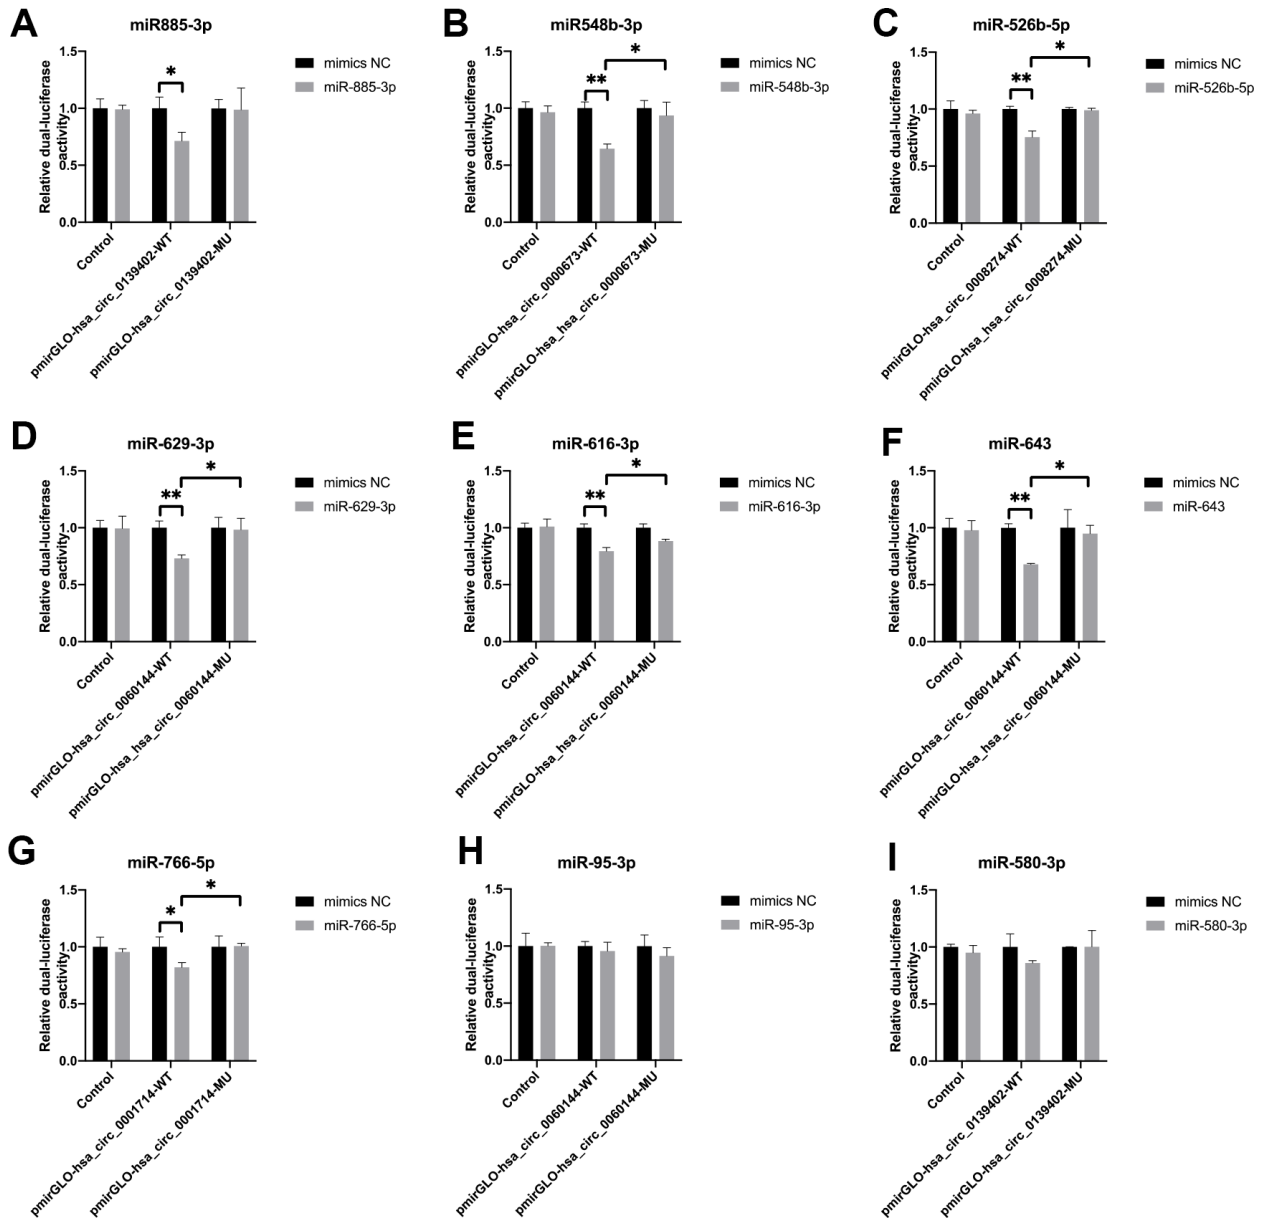 A
miR885-3p
Relative dual-luciferase
activity
1.5
1.0
0.5
0.0
*
mimics NC
miR-885-3p
Control
pmirGLO-hsa_circ_0139402-WT
pmirGLO-hsa_circ_0139402-MU
B
miR548b-3p
Relative dual-luciferase
activity
1.5
1.0
0.5
0.0
**
*
mimics NC
miR-548b-3p
Control
pmirGLO-hsa_circ_0000673-WT
pmirGLO-hsa_hsa_circ_0000673-MU
C
miR-526b-5p
Relative dual-luciferase
activity
1.5
1.0
0.5
0.0
**
*
mimics NC
miR-526b-5p
Control
pmirGLO-hsa_circ_0008274-WT
pmirGLO-hsa_hsa_circ_0008274-MU
D
miR-629-3p
Relative dual-luciferase
activity
1.5
1.0
0.5
0.0
**
*
mimics NC
miR-629-3p
Control
pmirGLO-hsa_circ_0060144-WT
pmirGLO-hsa_hsa_circ_0060144-MU
E
miR-616-3p
Relative dual-luciferase
activity
1.5
1.0
0.5
0.0
**
*
mimics NC
miR-616-3p
Control
pmirGLO-hsa_circ_0060144-WT
pmirGLO-hsa_hsa_circ_0060144-MU
F
miR-643
Relative dual-luciferase
activity
1.5
1.0
0.5
0.0
**
*
mimics NC
miR-643
Control
pmirGLO-hsa_circ_0060144-WT
pmirGLO-hsa_hsa_circ_0060144-MU
G
miR-766-5p
Relative dual-luciferase
activity
1.5
1.0
0.5
0.0
*
*
mimics NC
miR-766-5p
Control
pmirGLO-hsa_circ_0001714-WT
pmirGLO-hsa_circ_0001714-MU
H
miR-95-3p
Relative dual-luciferase
activity
1.5
1.0
0.5
0.0
mimics NC
miR-95-3p
Control
pmirGLO-hsa_circ_0060144-WT
pmirGLO-hsa_circ_0060144-MU
I
miR-580-3p
Relative dual-luciferase
activity
1.5
1.0
0.5
0.0
mimics NC
miR-580-3p
Control
pmirGLO-hsa_circ_0139402-WT
pmirGLO-hsa_circ_0139402-MU